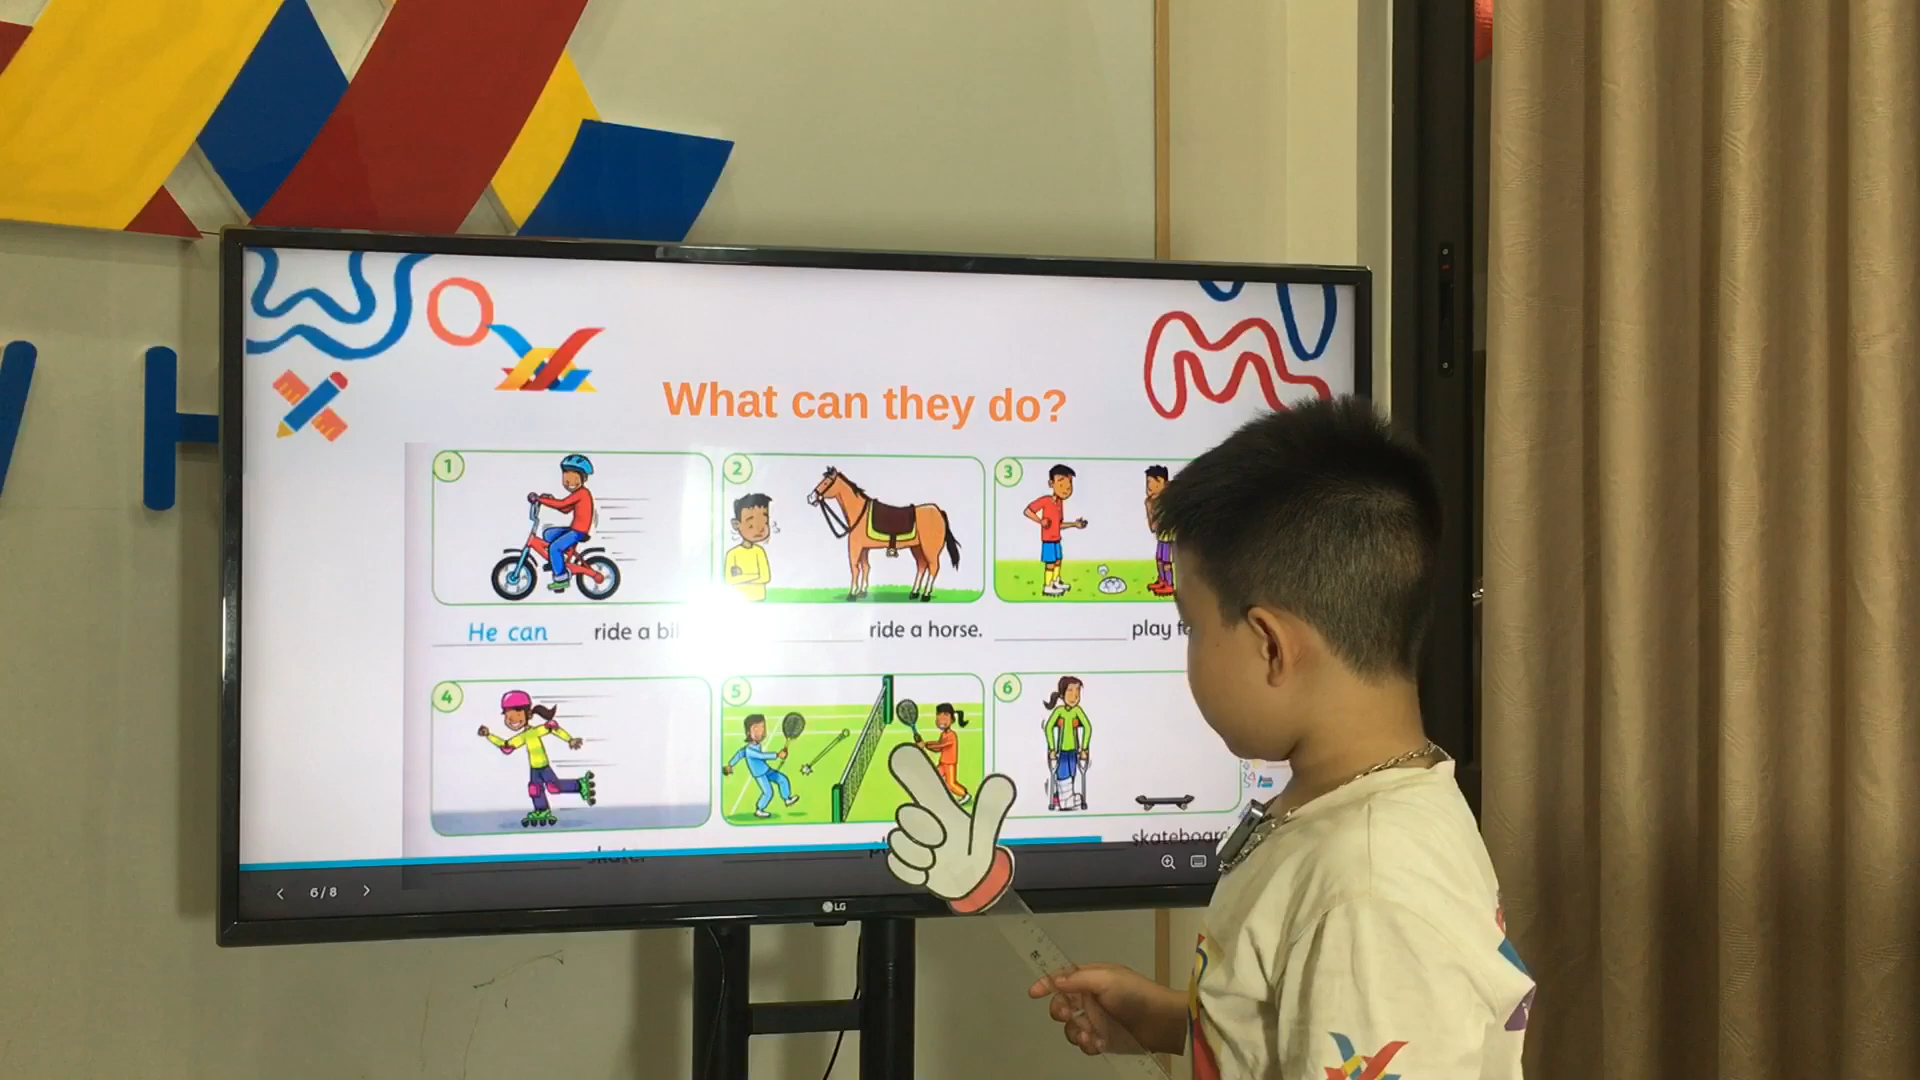 What can they do?
1
2
3
He can ride a bi
ride a horse.
play f
4
5
6
skater
skateboard
6/8
LG
H